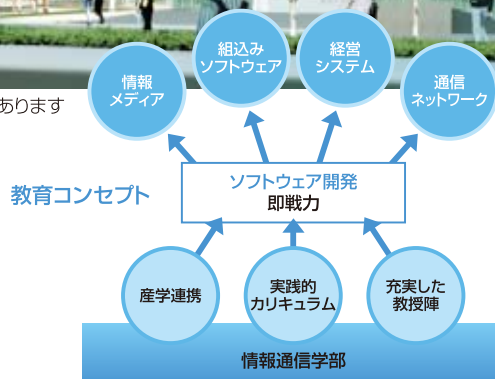 情報
メディア
組込み
ソフトウェア
経営
システム
通信
ネットワーク
あります
教育コンセプト
ソフトウェア開発
即戦力
産学連携
実践的
カリキュラム
充実した
教授陣
情報通信学部